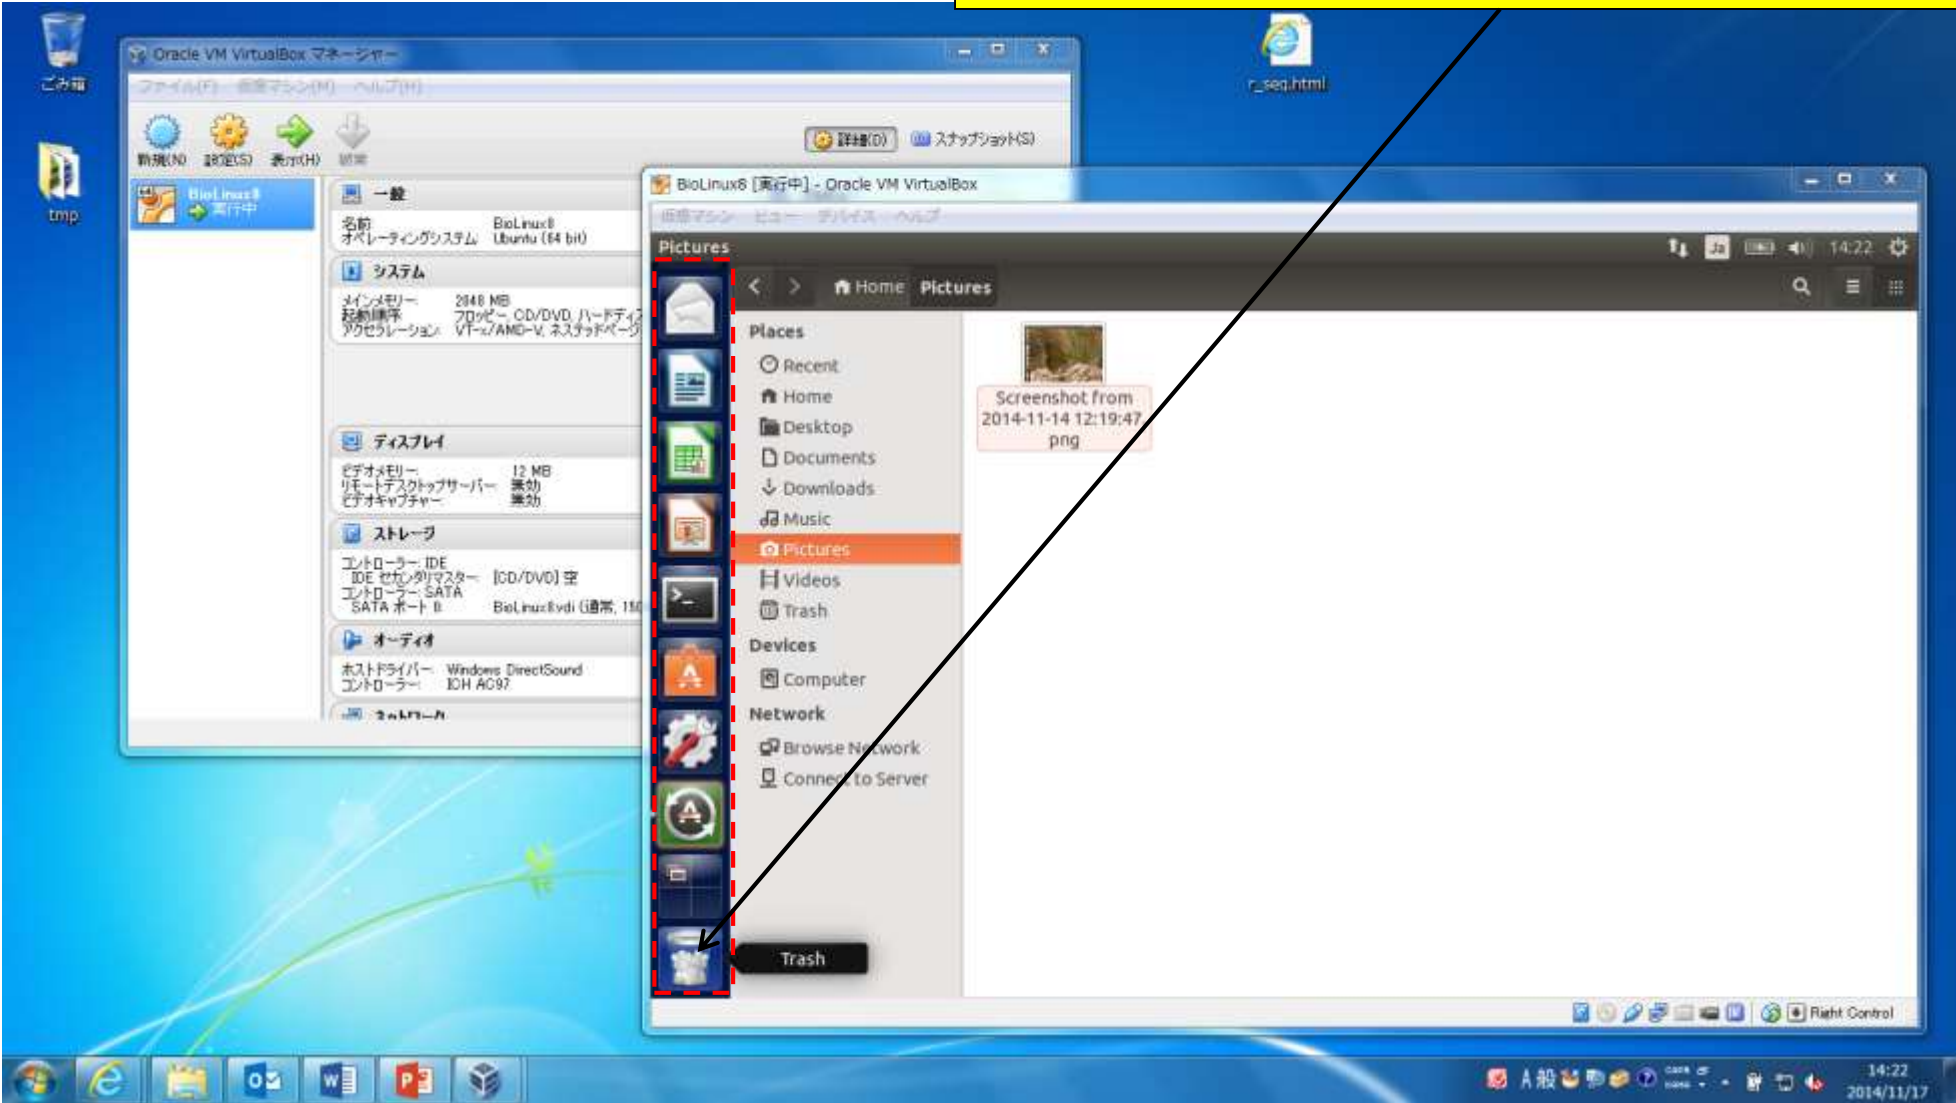 ごみ箱
tmp
r_seq.html
Oracle VM VirtualBox マネージャー
ファイル(F) 仮想マシン(M) ヘルプ(H)
新規(N) 設定(S) 表示(H) 破棄
詳細(D) スナップショット(S)
BioLinux8
実行中
一般
名前 BioLinux8
オペレーティングシステム Ubuntu (64 bit)
システム
メインメモリー: 2048 MB
起動順序 フロッピー, CD/DVD, ハードディス
アクセラレーション: VT-x/AMD-V, ネステッドページ
ディスプレイ
ビデオメモリー: 12 MB
リモートデスクトップサーバー: 無効
ビデオキャプチャー: 無効
ストレージ
コントローラー: IDE
IDE セカンダリマスター: [CD/DVD] 空
コントローラー: SATA
SATA ポート 0: BioLinux8.vdi (通常,
オーディオ
ホストドライバー: Windows DirectSound
コントローラー: ICH AC97
ネットワーク
BioLinux8 [実行中] - Oracle VM VirtualBox
仮想マシン ビュー デバイス ヘルプ
Pictures
Ja 14:22
Home Pictures
Places
Recent
Home
Desktop
Documents
Downloads
Music
Pictures
Videos
Trash
Devices
Computer
Network
Browse Network
Connect to Server
Screenshot from
2014-11-14 12:19:47.
png
Trash
Right Control
A 般
14:22
2014/11/17